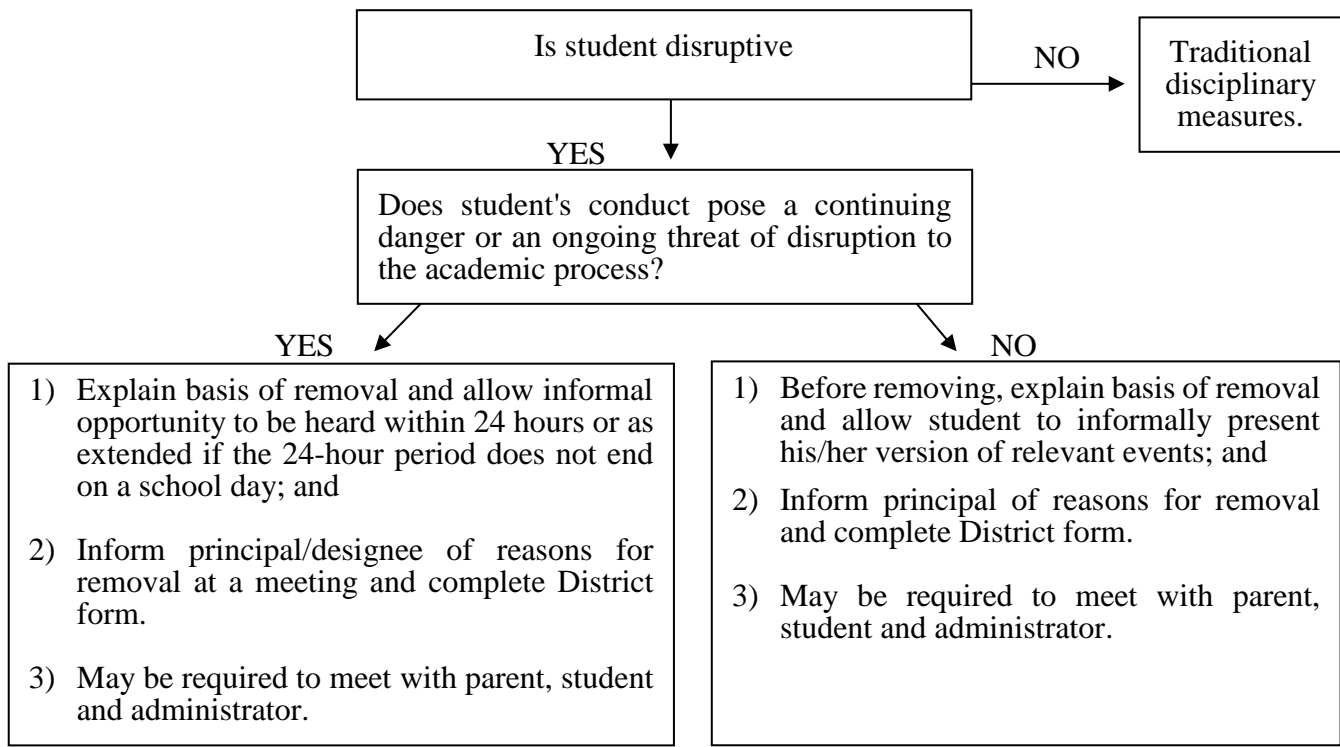 Is student disruptive
NO
Traditional
disciplinary
measures.
YES
Does student's conduct pose a continuing
danger or an ongoing threat of disruption to
the academic process?
YES
NO
1) Explain basis of removal and allow informal
opportunity to be heard within 24 hours or as
extended if the 24-hour period does not end
on a school day; and
2) Inform principal/designee of reasons for
removal at a meeting and complete District
form.
3) May be required to meet with parent, student
and administrator.
1) Before removing, explain basis of removal
and allow student to informally present
his/her version of relevant events; and
2) Inform principal of reasons for removal
and complete District form.
3) May be required to meet with parent,
student and administrator.